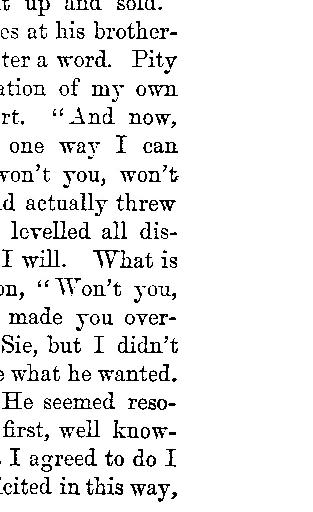 t up and sold.
es at his brother-
ter a word. Pity
ation of my own
rt. "And now,
one way I can
won't you, won't
d actually threw
levelled all dis-
I will. What is
on, "Won't you,
made you over-
Sie, but I didn't
e what he wanted.
He seemed reso-
first, well know-
. I agreed to do I
icited in this way,